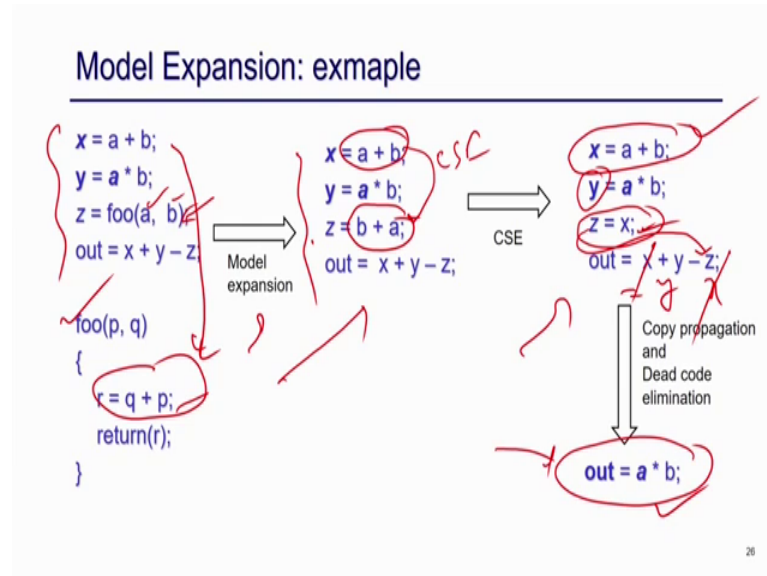 Model Expansion: exmaple
x = a + b;
y = a * b;
z = foo(a, b);
out = x + y – z;
foo(p, q)
{
r = q + p;
return(r);
}
Model
expansion
x = a + b;
y = a * b;
z = b + a;
out = x + y – z;
CSE
CSE
x = a + b;
y = a * b;
z = x;
out = x + y – z;
= y x
Copy propagation
and
Dead code
elimination
out = a * b;
26